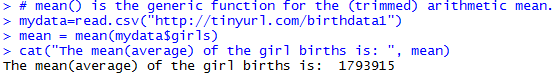 > # mean() is the generic function for the (trimmed) arithmetic mean.
> mydata=read.csv("http://tinyurl.com/birthdata1")
> mean = mean(mydata$girls)
> cat("The mean(average) of the girl births is: ", mean)
The mean(average) of the girl births is:  1793915